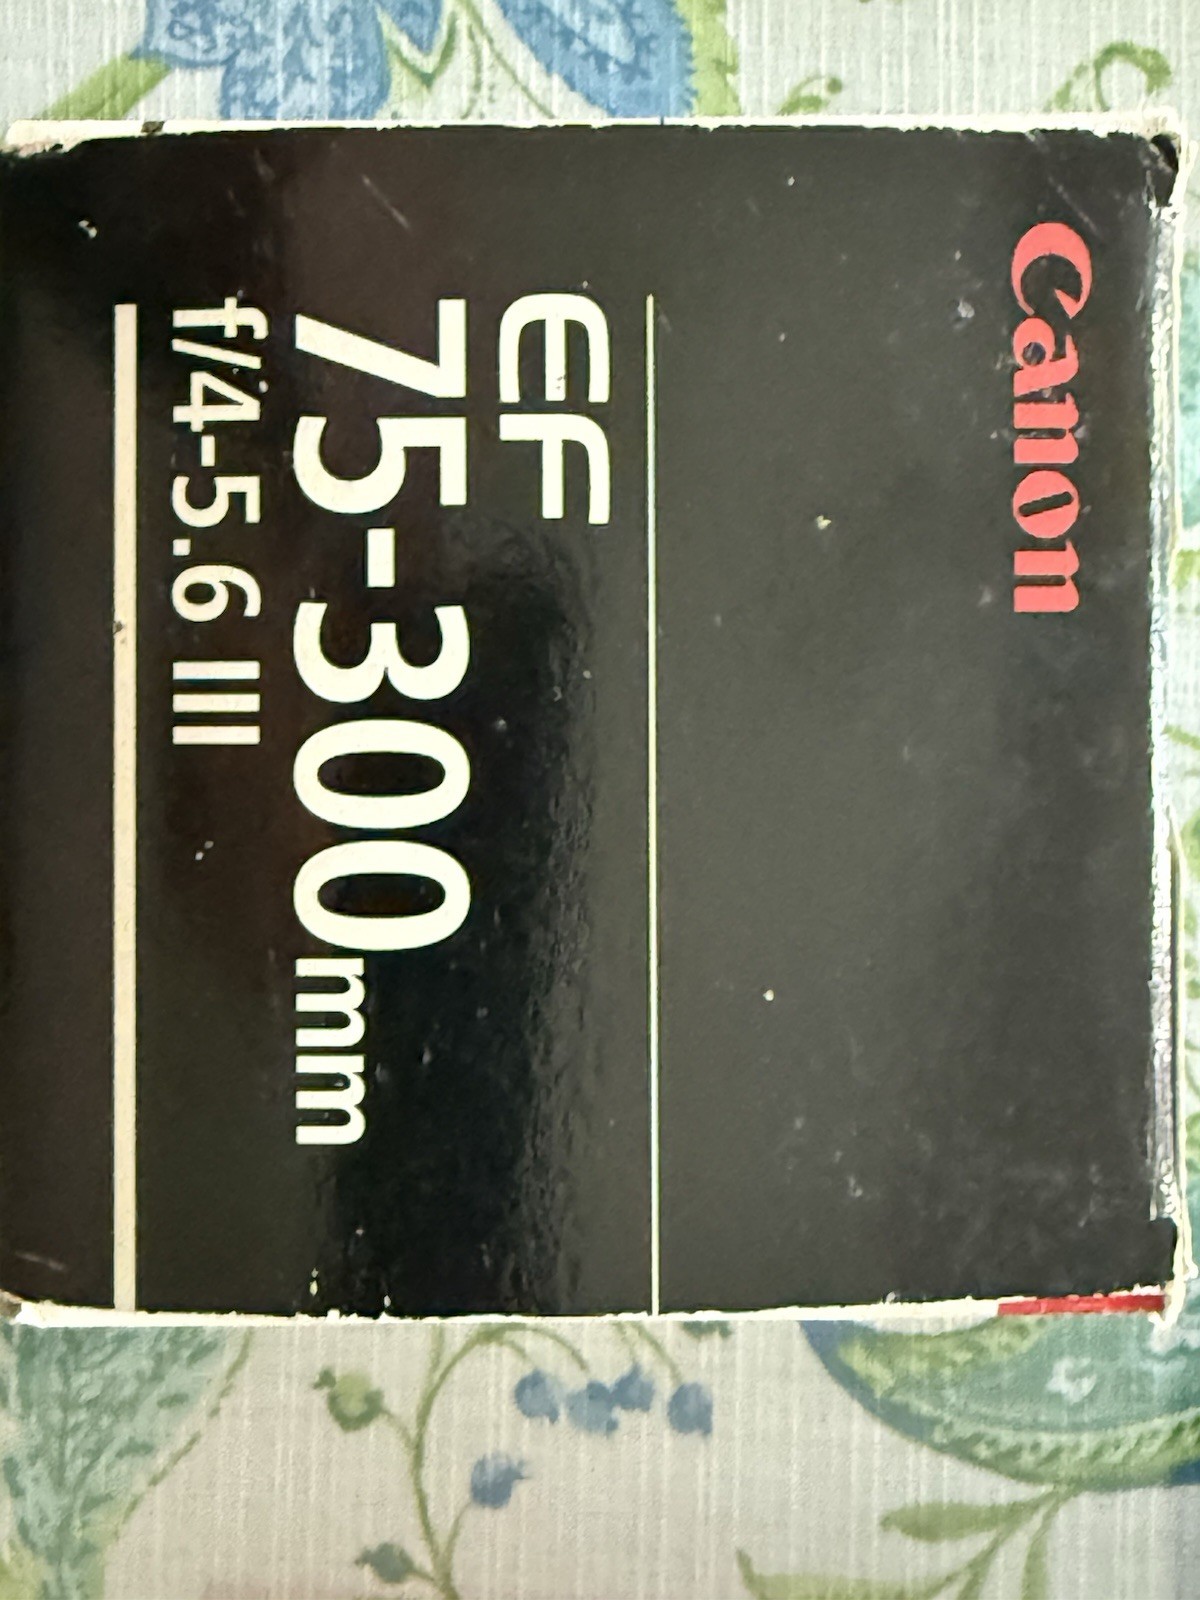 Canon
EF
75-300mm
f/4-5.6 III